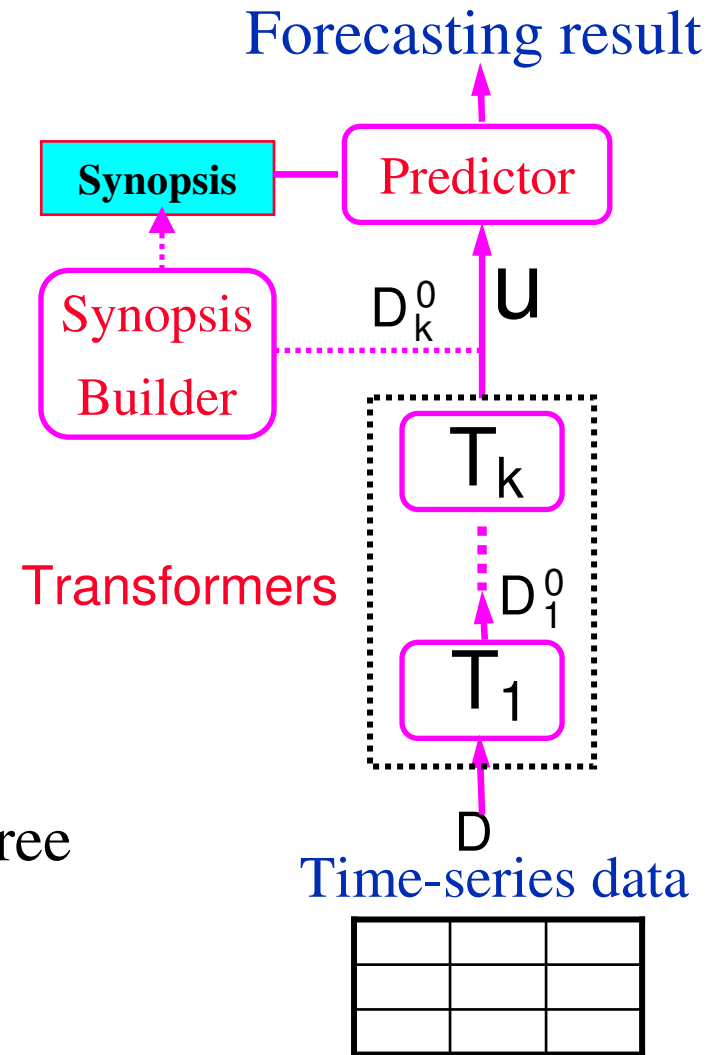 Forecasting result
Synopsis
Predictor
Synopsis
Builder
D⁰ₖ
u
Tₖ
Transformers
D⁰₁
T₁
D
ree
Time-series data